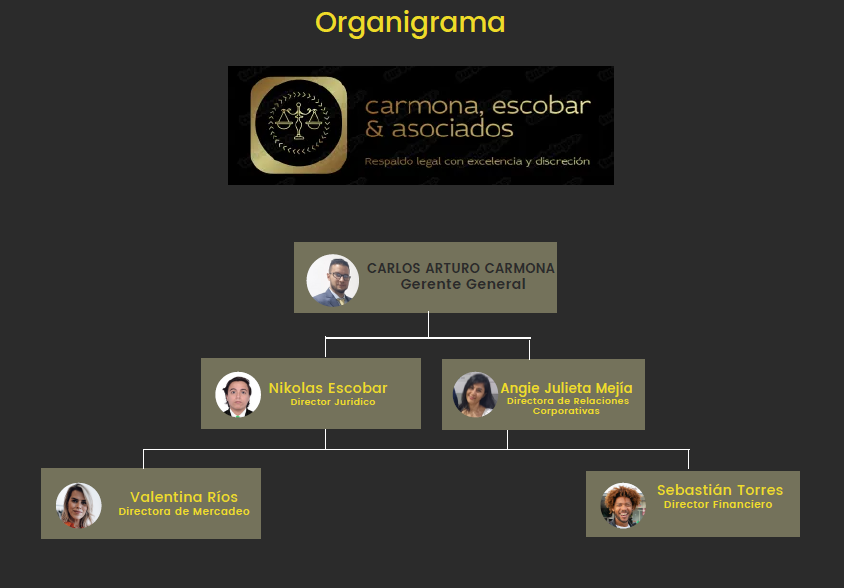 Organigrama
carmona, escobar
& asociados
Respaldo legal con excelencia y discreción
CARLOS ARTURO CARMONA
Gerente General
Nikolas Escobar
Director Juridico
Angie Julieta Mejía
Directora de Relaciones
Corporativas
Valentina Ríos
Directora de Mercadeo
Sebastián Torres
Director Financiero